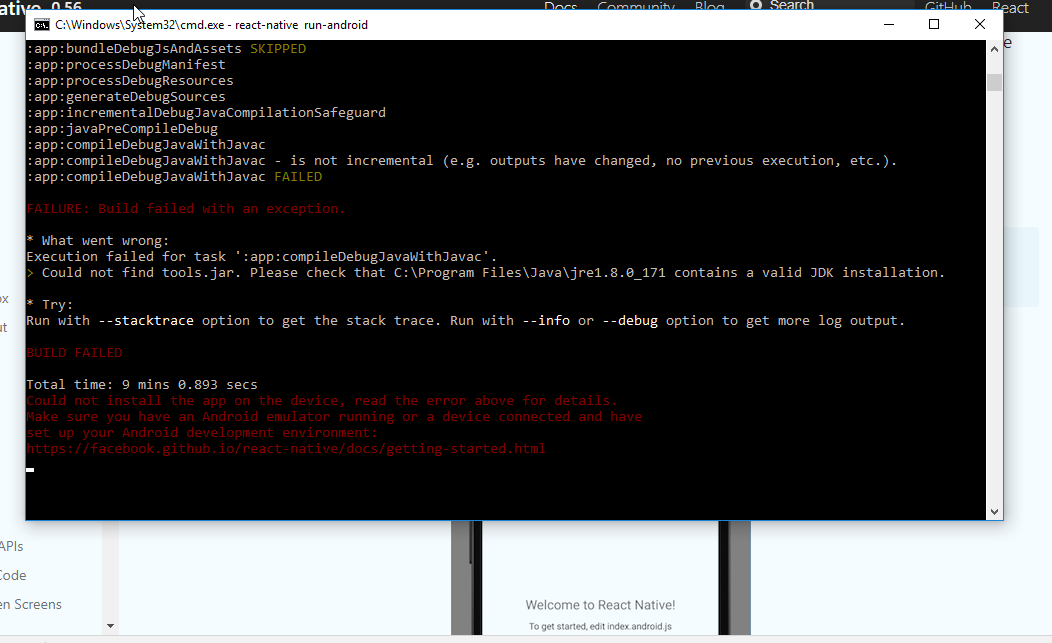 0.56
Docs Community Blog Search GitHub React
C:\Windows\System32\cmd.exe - react-native run-android
:app:bundleDebugJsAndAssets SKIPPED
:app:processDebugManifest
:app:processDebugResources
:app:generateDebugSources
:app:incrementalDebugJavaCompilationSafeguard
:app:javaPreCompileDebug
:app:compileDebugJavaWithJavac
:app:compileDebugJavaWithJavac - is not incremental (e.g. outputs have changed, no previous execution, etc.).
:app:compileDebugJavaWithJavac FAILED
FAILURE: Build failed with an exception.
* What went wrong:
Execution failed for task ':app:compileDebugJavaWithJavac'.
> Could not find tools.jar. Please check that C:\Program Files\Java\jre1.8.0_171 contains a valid JDK installation.
* Try:
Run with --stacktrace option to get the stack trace. Run with --info or --debug option to get more log output.
BUILD FAILED
Total time: 9 mins 0.893 secs
Could not install the app on the device, read the error above for details.
Make sure you have an Android emulator running or a device connected and have
set up your Android development environment:
https://facebook.github.io/react-native/docs/getting-started.html
APIs
Code
en Screens
Welcome to React Native!
To get started, edit index.android.js